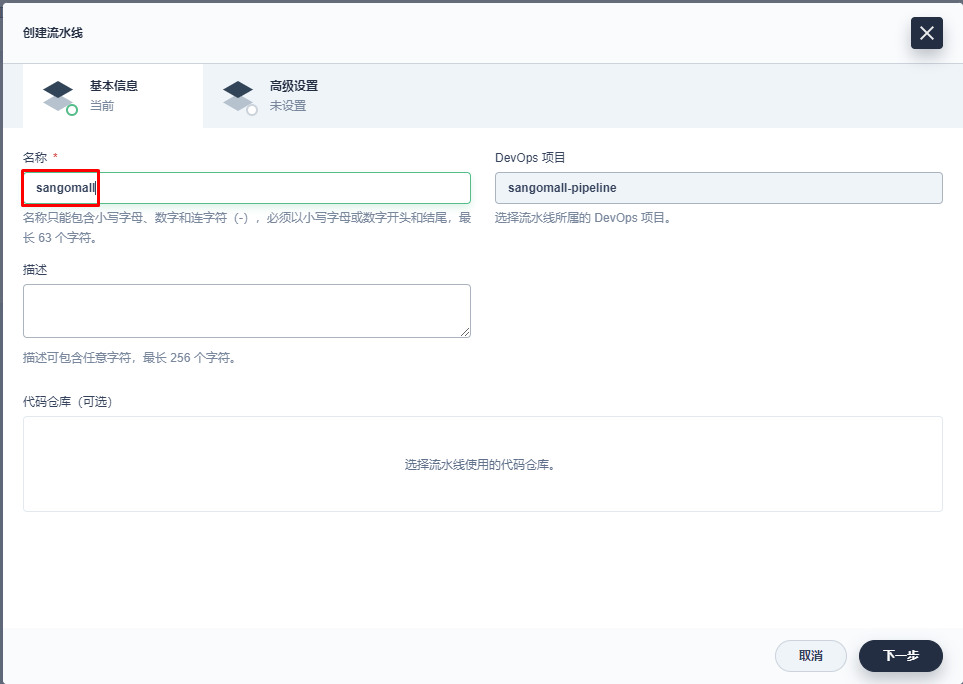 创建流水线
基本信息
当前
高级设置
未设置
名称 *
sangomall
名称只能包含小写字母、数字和连字符（-），必须以小写字母或数字开头和结尾，最
长 63 个字符。
DevOps 项目
sangomall-pipeline
选择流水线所属的 DevOps 项目。
描述
描述可包含任意字符，最长 256 个字符。
代码仓库（可选）
选择流水线使用的代码仓库。
取消
下一步